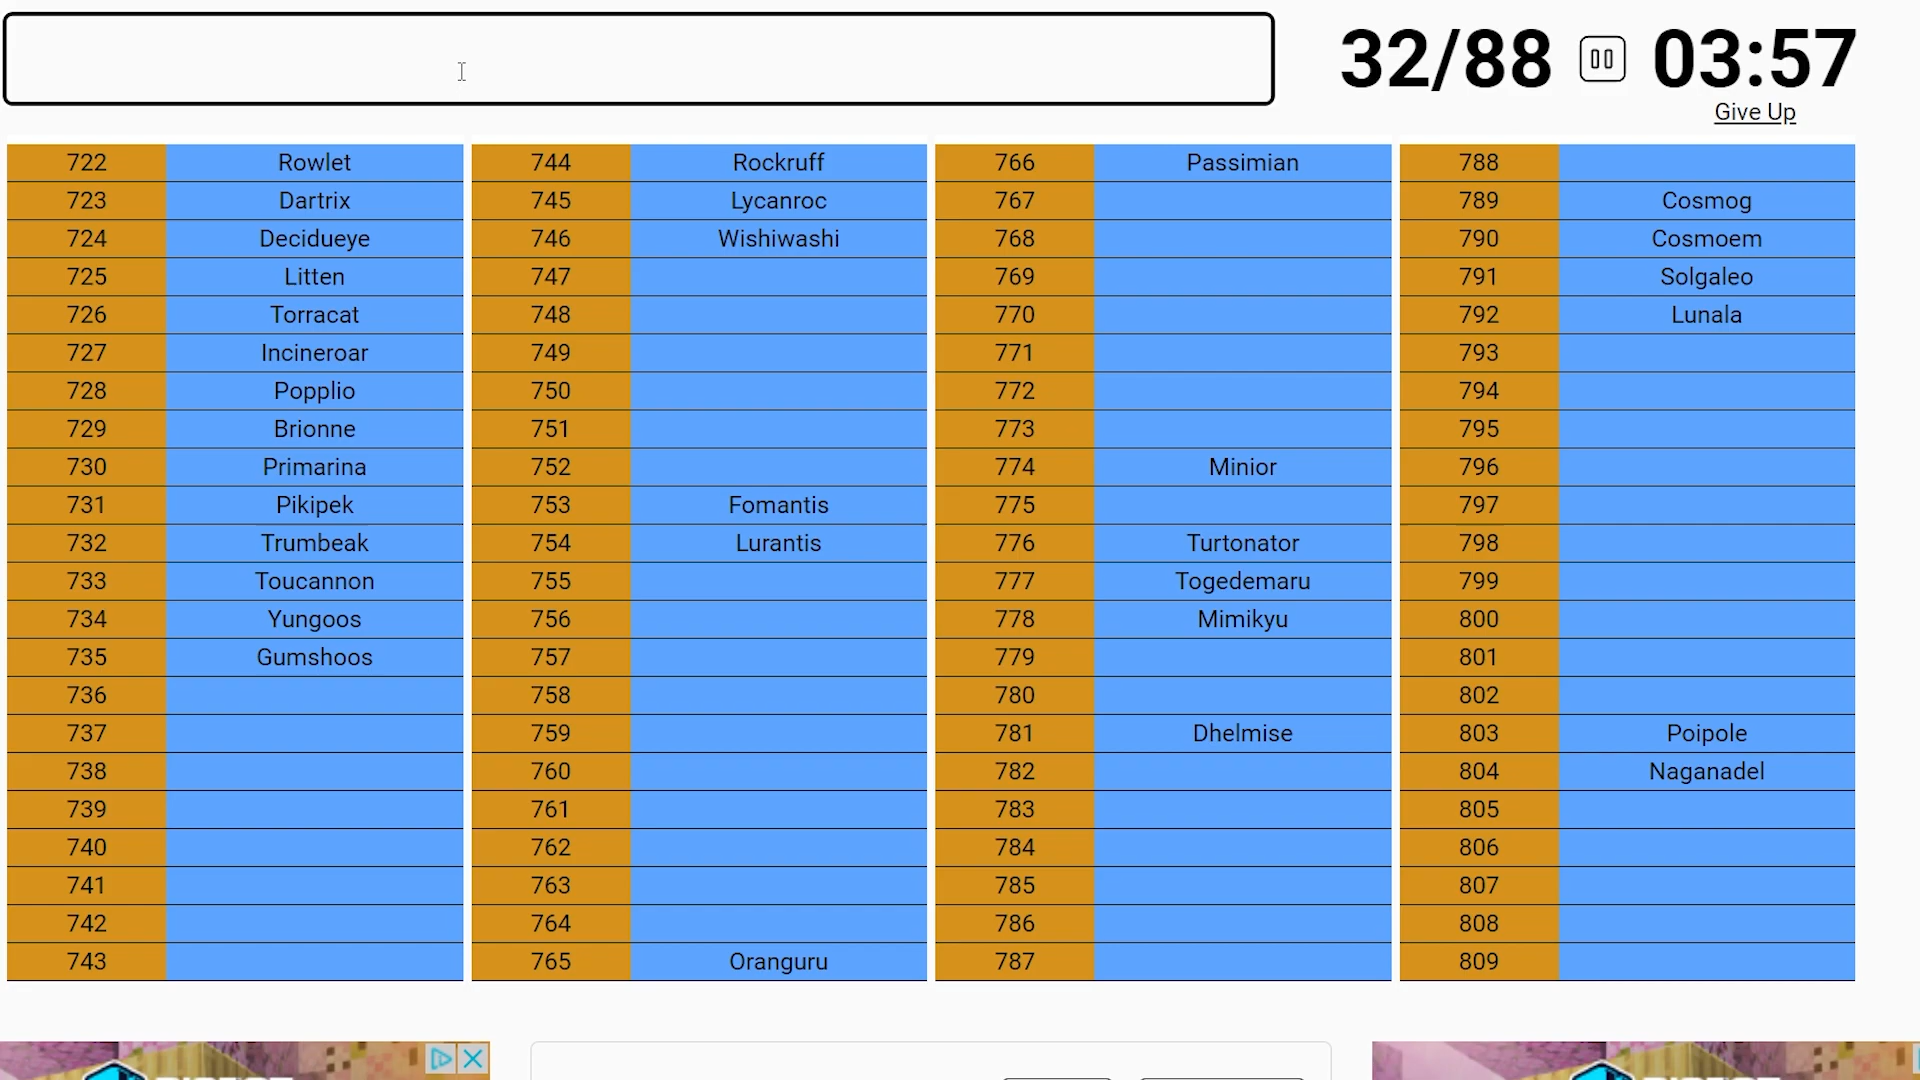 32/88 03:57
Give Up
722 Rowlet 744 Rockruff 766 Passimian 788
723 Dartrix 745 Lycanroc 767 789 Cosmog
724 Decidueye 746 Wishiwashi 768 790 Cosmoem
725 Litten 747 769 791 Solgaleo
726 Torracat 748 770 792 Lunala
727 Incineroar 749 771 793
728 Popplio 750 772 794
729 Brionne 751 773 795
730 Primarina 752 774 Minior 796
731 Pikipek 753 Fomantis 775 797
732 Trumbeak 754 Lurantis 776 Turtonator 798
733 Toucannon 755 777 Togedemaru 799
734 Yungoos 756 778 Mimikyu 800
735 Gumshoos 757 779 801
736 758 780 802
737 759 781 Dhelmise 803 Poipole
738 760 782 804 Naganadel
739 761 783 805
740 762 784 806
741 763 785 807
742 764 786 808
743 765 Oranguru 787 809